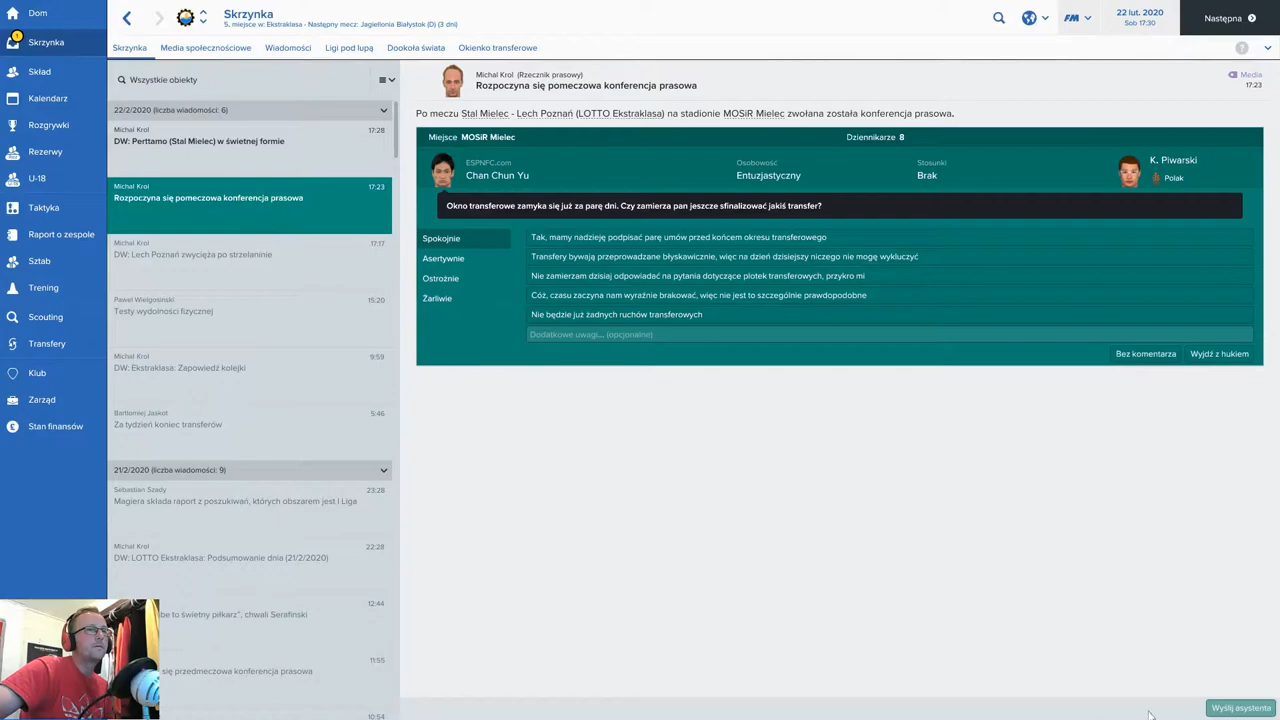 Dom
1
Skrzynka
Skład
Kalendarz
Rozgrywki
Rezerwy
U-18
Taktyka
Raport o zespole
Sztab
Trening
Scouting
Transfery
Klub
Zarząd
Stan finansów
Skrzynka
5. miejsce w: Ekstraklasa - Następny mecz: Jagiellonia Białystok (D) (3 dni)
FM
22 lut. 2020
Sob 17:30
Następna
Skrzynka
Media społecznościowe
Wiadomości
Ligi pod lupą
Dookoła świata
Okienko transferowe
?
Wszystkie obiekty
22/2/2020 (liczba wiadomości: 6)
Michal Krol 17:28
DW: Perttamo (Stal Mielec) w świetnej formie
Michal Krol 17:23
Rozpoczyna się pomeczowa konferencja prasowa
Michal Krol 17:17
DW: Lech Poznań zwycięża po strzelaninie
Pawel Wielgosinski 15:20
Testy wydolności fizycznej
Michal Krol 9:59
DW: Ekstraklasa: Zapowiedź kolejki
Bartlomiej Jaskot 5:46
Za tydzień koniec transferów
21/2/2020 (liczba wiadomości: 9)
Sebastian Szady 23:28
Magiera składa raport z poszukiwań, których obszarem jest I Liga
Michal Krol 22:28
DW: LOTTO Ekstraklasa: Podsumowanie dnia (21/2/2020)
12:44
be to świetny piłkarz", chwali Serafinski
11:55
się przedmeczowa konferencja prasowa
10:54
Michal Krol (Rzecznik prasowy)
Rozpoczyna się pomeczowa konferencja prasowa
Media
17:23
Po meczu Stal Mielec - Lech Poznań (LOTTO Ekstraklasa) na stadionie MOSiR Mielec zwołana została konferencja prasowa.
Miejsce MOSiR Mielec
Dziennikarze 8
ESPNFC.com
Chan Chun Yu
Osobowość
Entuzjastyczny
Stosunki
Brak
K. Piwarski
Polak
Okno transferowe zamyka się już za parę dni. Czy zamierza pan jeszcze sfinalizować jakiś transfer?
Spokojnie
Asertywnie
Ostrożnie
Żarliwie
Tak, mamy nadzieję podpisać parę umów przed końcem okresu transferowego
Transfery bywają przeprowadzane błyskawicznie, więc na dzień dzisiejszy niczego nie mogę wykluczyć
Nie zamierzam dzisiaj odpowiadać na pytania dotyczące plotek transferowych, przykro mi
Cóż, czasu zaczyna nam wyraźnie brakować, więc nie jest to szczególnie prawdopodobne
Nie będzie już żadnych ruchów transferowych
Dodatkowe uwagi... (opcjonalne)
Bez komentarza
Wyjdź z hukiem
Wyślij asystenta